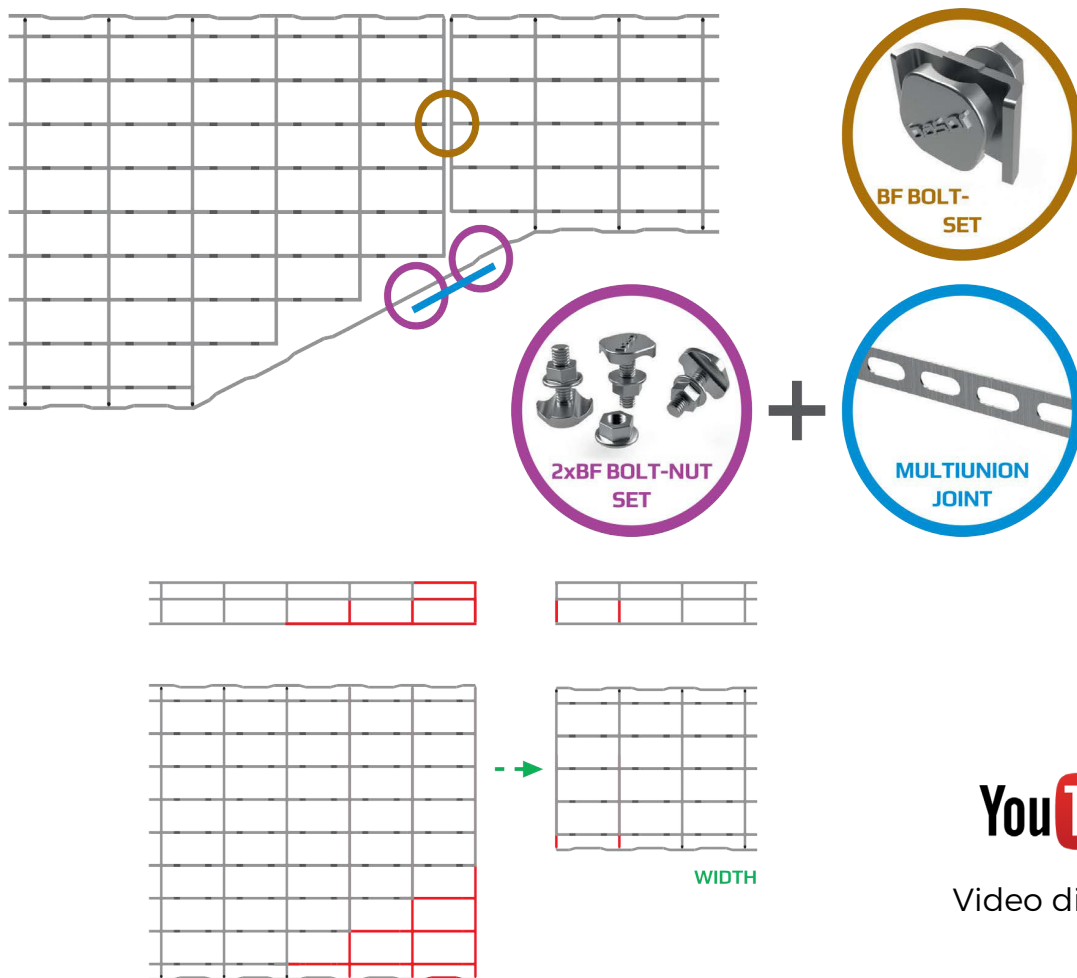 BF BOLT-
SET
2xBF BOLT-NUT
SET
MULTIUNION
JOINT
WIDTH
You
Video di